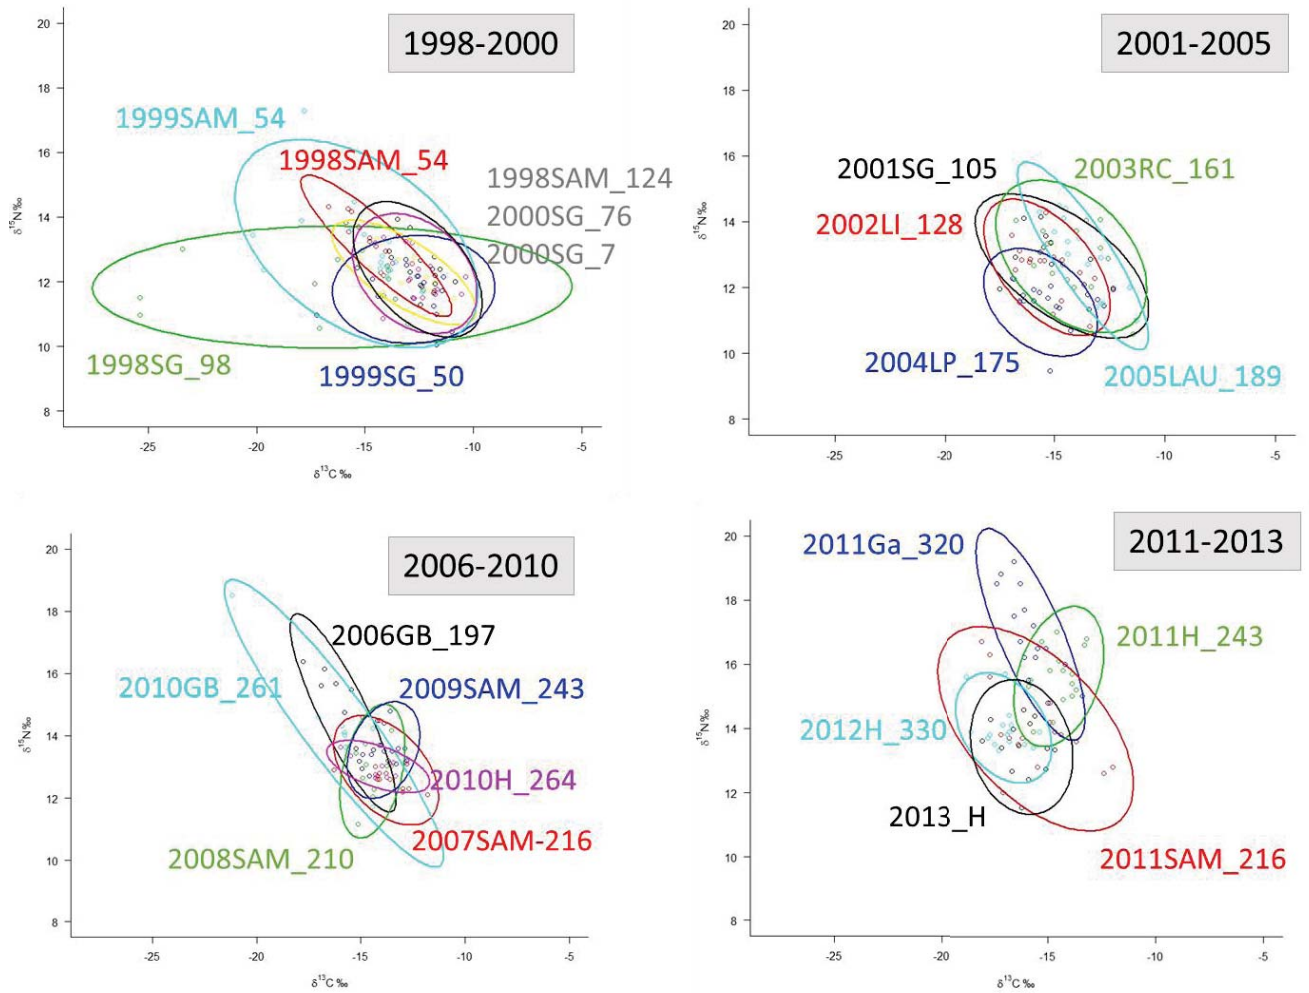 1998-2000
20
18
16
14
12
10
8
δ15N‰
1999SAM_54
1998SAM_54
1998SAM_124
2000SG_76
2000SG_7
1998SG_98
1999SG_50
-25
-20
-15
-10
-5
δ13C ‰
2001-2005
20
18
16
14
12
10
8
δ15N‰
2001SG_105
2003RC_161
2002LI_128
2004LP_175
2005LAU_189
-25
-20
-15
-10
-5
δ13C ‰
2006-2010
20
18
16
14
12
10
8
δ15N‰
2006GB_197
2010GB_261
2009SAM_243
2010H_264
2007SAM-216
2008SAM_210
-25
-20
-15
-10
-5
δ13C ‰
2011-2013
20
18
16
14
12
10
8
δ15N‰
2011Ga_320
2011H_243
2012H_330
2013_H
2011SAM_216
-25
-20
-15
-10
-5
δ13C ‰